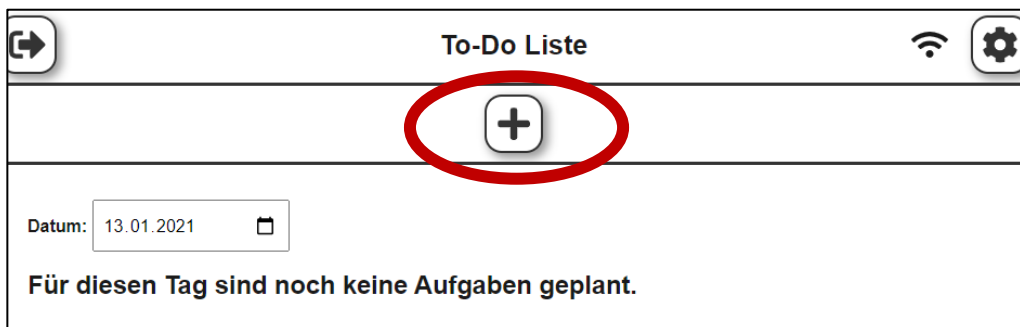 To-Do Liste
Datum: 13.01.2021
Für diesen Tag sind noch keine Aufgaben geplant.